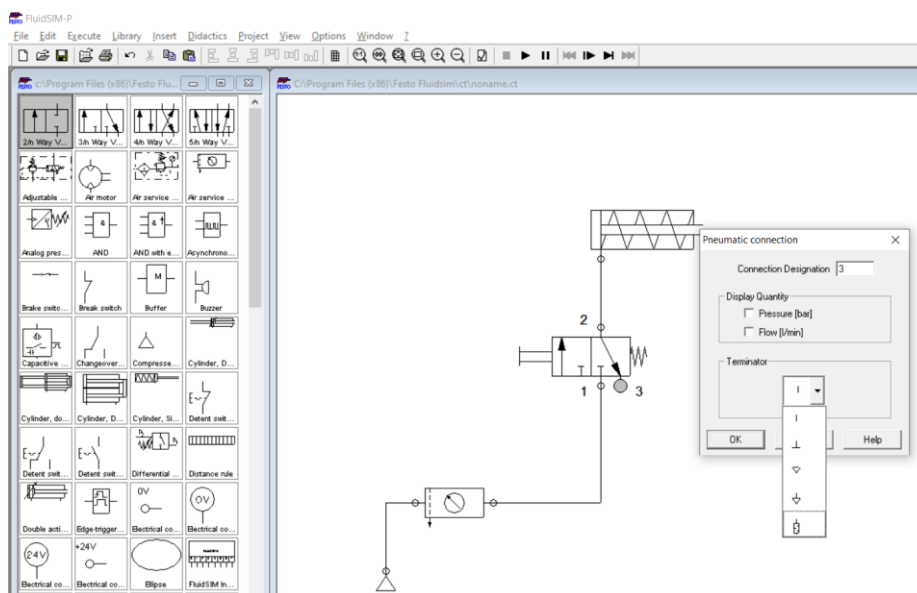 FluidSIM-P
File Edit Execute Library Insert Didactics Project View Options Window ?
c:\Program Files (x86)\Festo Flu...
C:\Program Files (x86)\Festo Fluidsim\ct\noname.ct
2/n Way V... 3/n Way V... 4/n Way V... 5/n Way V...
Adjustable ... Air motor Air service ... Air service ...
Analog pres... AND AND with e... Asynchrono...
Brake switc... Break switch Buffer Buzzer
Capacitive ... Changeover... Compresse... Cylinder, D...
Cylinder, do... Cylinder, D... Cylinder, Si... Detent swit...
Detent swit... Detent swit... Differential ... Distance rule
Double acti... Edge-trigger... Electrical co... Electrical co...
Electrical co... Electrical co... Ellipse FluidSIM In...
& & M
0V 0V
24V +24V
2
1 3
Pneumatic connection
Connection Designation 3
Display Quantity
Pressure [bar]
Flow [l/min]
Terminator
OK Help